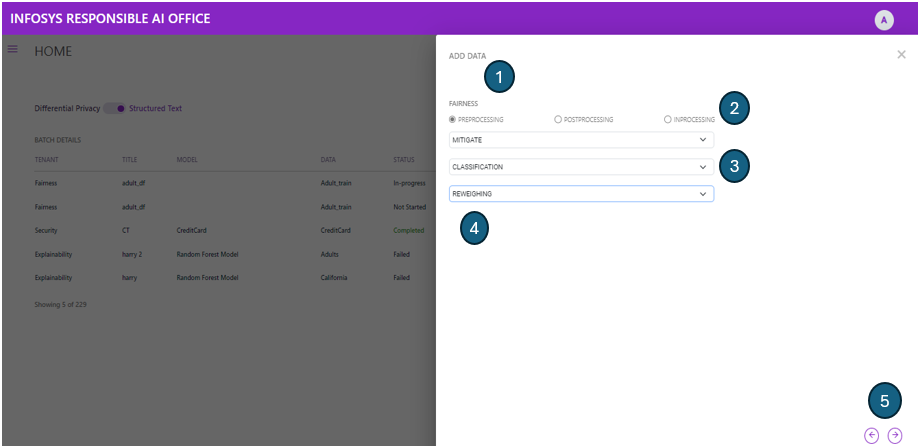 INFOSYS RESPONSIBLE AI OFFICE
A
HOME
Differential Privacy Structured Text
BATCH DETAILS
TENANT TITLE MODEL DATA STATUS
Fairness adult_df Adult_train In-progress
Fairness adult_df Adult_train Not Started
Security CT CreditCard CreditCard Completed
Explainability harry 2 Random Forest Model Adults Failed
Explainability harry Random Forest Model California Failed
Showing 5 of 229
ADD DATA
1
FAIRNESS
2
PREPROCESSING POSTPROCESSING INPROCESSING
MITIGATE
CLASSIFICATION
3
REWEIGHING
4
5